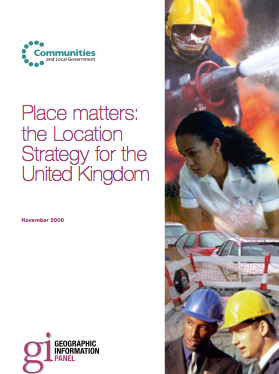 Communities
and Local Government
Place matters:
the Location
Strategy for the
United Kingdom
November 2008
gi
GEOGRAPHIC
INFORMATION
PANEL